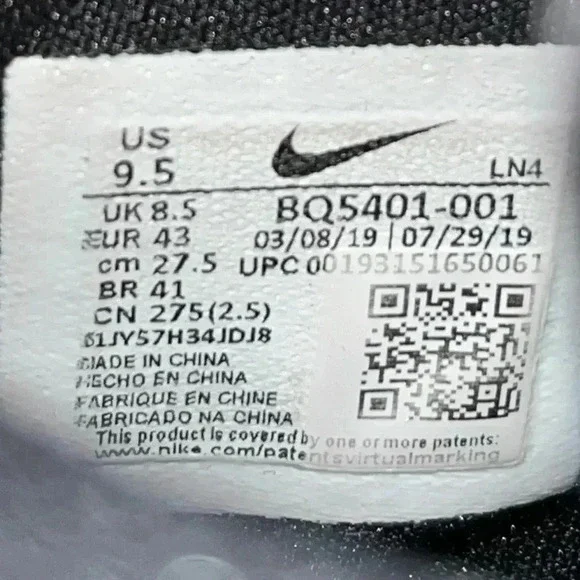 US
9.5
LN4
UK 8.5
BQ5401-001
EUR 43
03/08/19 | 07/29/19
cm 27.5
UPC 00193151650061
BR 41
CN 275(2.5)
61JY57H34JDJ8
MADE IN CHINA
HECHO EN CHINA
FABRIQUE EN CHINE
FABRICADO NA CHINA
This product is covered by one or more patents:
www.nike.com/patentsvirtualmarking